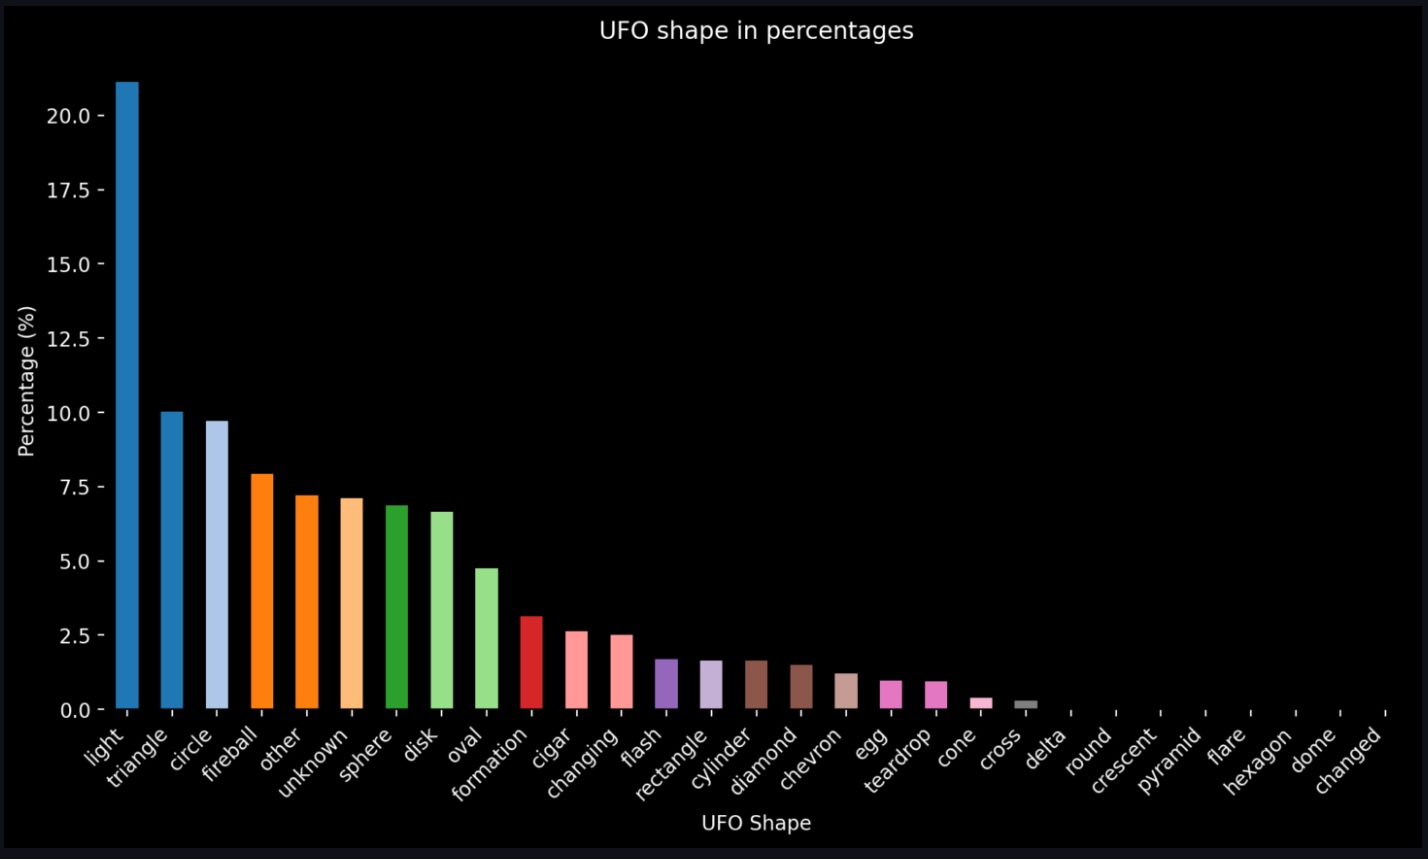 UFO shape in percentages
Percentage (%)
20.0
17.5
15.0
12.5
10.0
7.5
5.0
2.5
0.0
light
triangle
circle
fireball
other
unknown
sphere
disk
oval
formation
cigar
changing
flash
rectangle
cylinder
diamond
chevron
egg
teardrop
cone
cross
delta
round
crescent
pyramid
flare
hexagon
dome
changed
UFO Shape